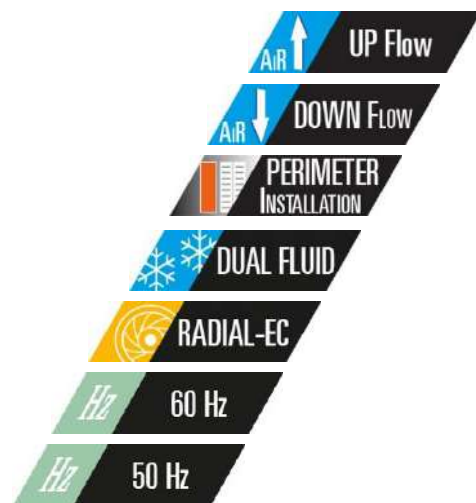 AIR UP Flow
AIR DOWN FLOW
PERIMETER
INSTALLATION
DUAL FLUID
RADIAL-EC
Hz 60 Hz
Hz 50 Hz